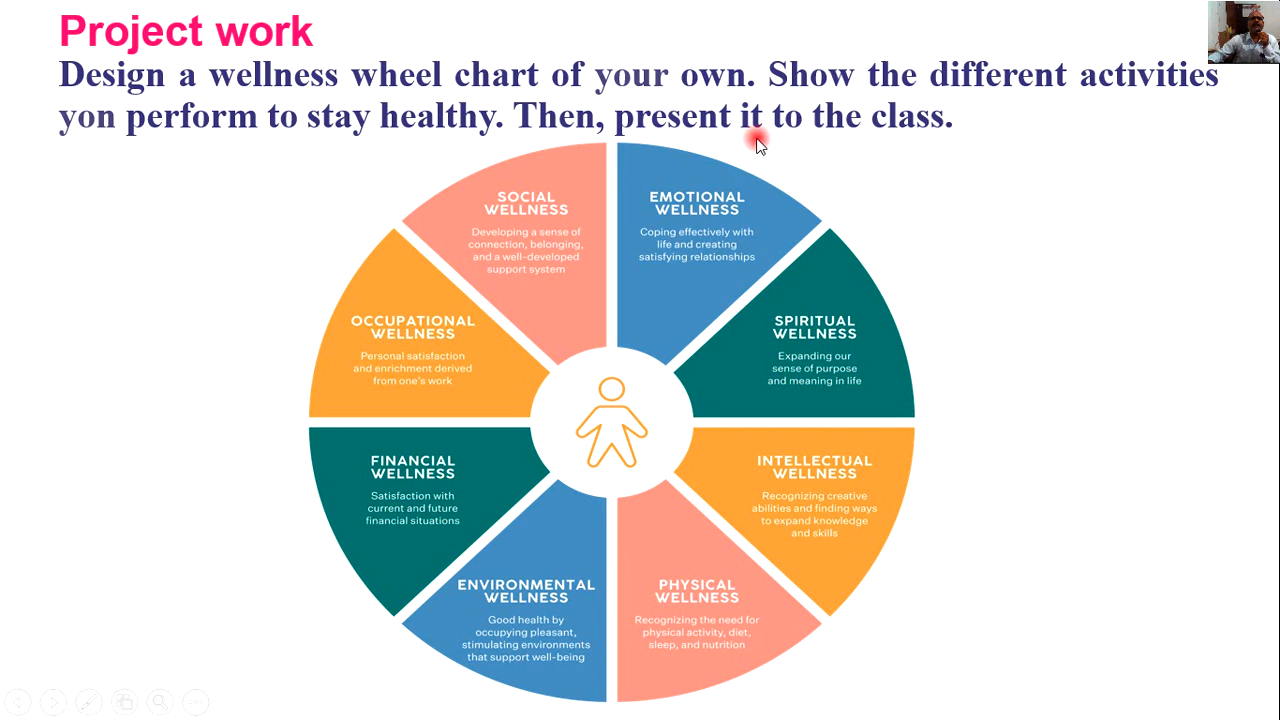 Project work
Design a wellness wheel chart of your own. Show the different activities
yon perform to stay healthy. Then, present it to the class.
SOCIAL
WELLNESS
Developing a sense of
connection, belonging,
and a well-developed
support system
EMOTIONAL
WELLNESS
Coping effectively with
life and creating
satisfying relationships
OCCUPATIONAL
WELLNESS
Personal satisfaction
and enrichment derived
from one's work
SPIRITUAL
WELLNESS
Expanding our
sense of purpose
and meaning in life
FINANCIAL
WELLNESS
Satisfaction with
current and future
financial situations
INTELLECTUAL
WELLNESS
Recognizing creative
abilities and finding ways
to expand knowledge
and skills
ENVIRONMENTAL
WELLNESS
Good health by
occupying pleasant,
stimulating environments
that support well-being
PHYSICAL
WELLNESS
Recognizing the need for
physical activity, diet,
sleep, and nutrition